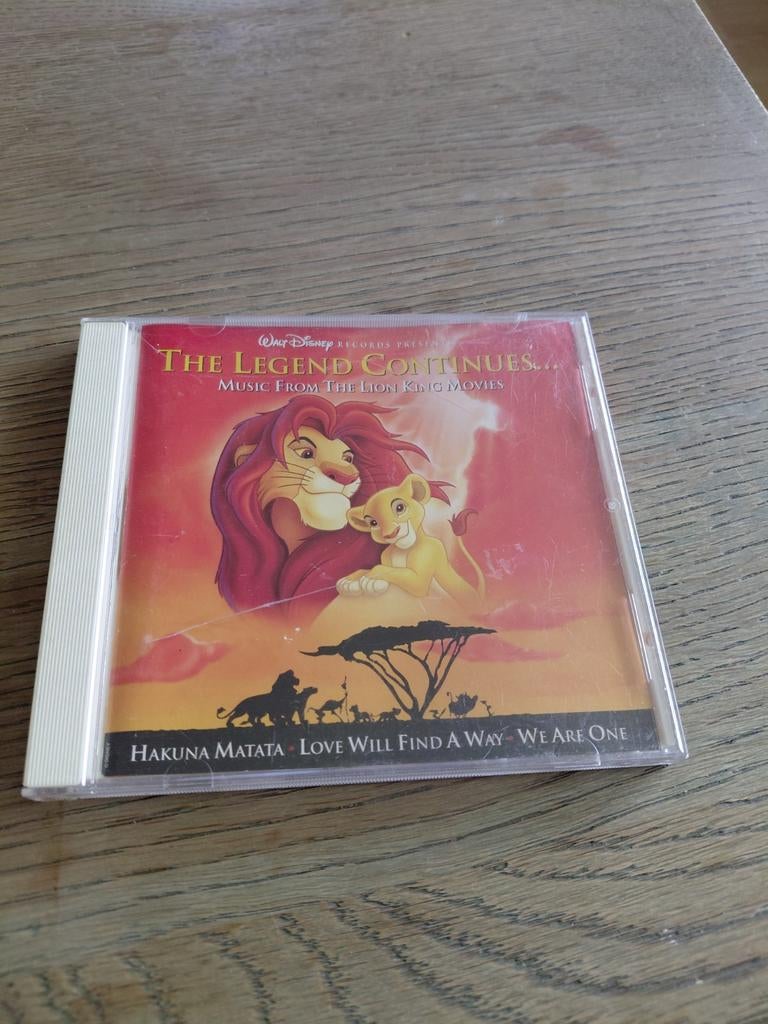 Walt Disney RECORDS PRESENTS
THE LEGEND CONTINUES...
MUSIC FROM THE LION KING MOVIES
HAKUNA MATATA • LOVE WILL FIND A WAY • WE ARE ONE